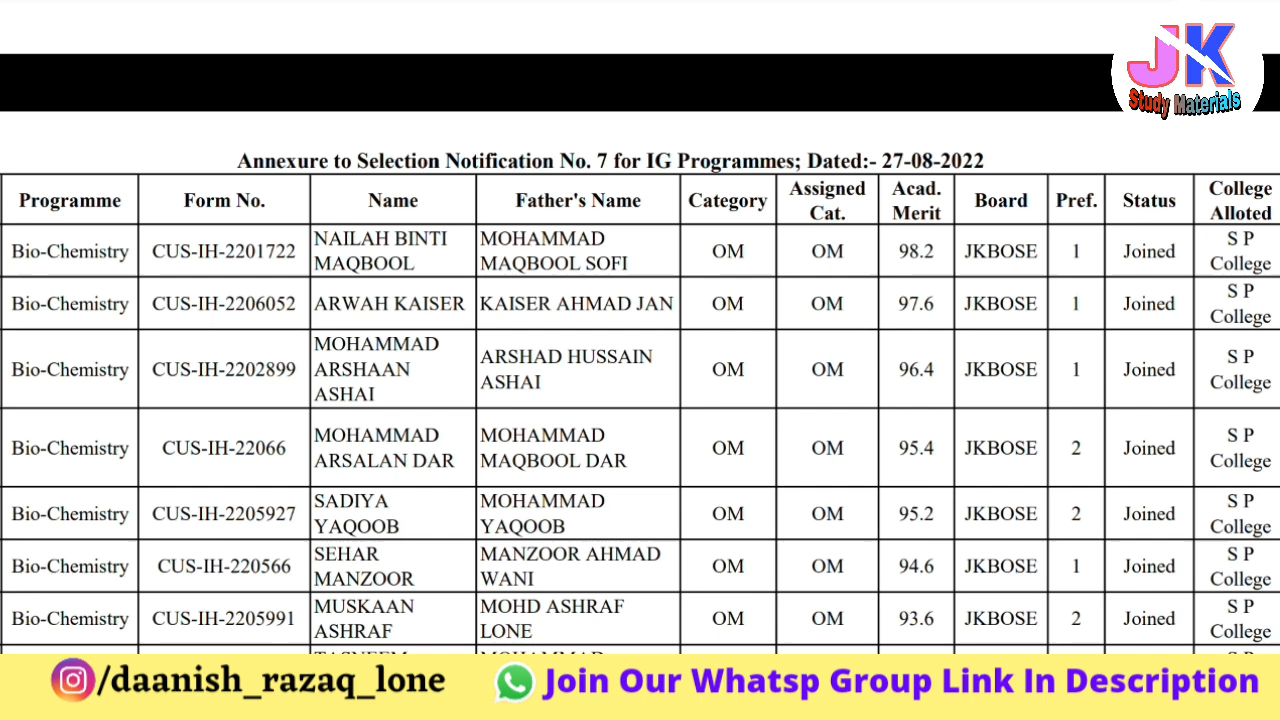 JK
Study Materials
Annexure to Selection Notification No. 7 for IG Programmes; Dated:- 27-08-2022
Programme Form No. Name Father's Name Category Assigned Cat. Acad. Merit Board Pref. Status College Alloted
Bio-Chemistry CUS-IH-2201722 NAILAH BINTI MAQBOOL MOHAMMAD MAQBOOL SOFI OM OM 98.2 JKBOSE 1 Joined S P College
Bio-Chemistry CUS-IH-2206052 ARWAH KAISER KAISER AHMAD JAN OM OM 97.6 JKBOSE 1 Joined S P College
Bio-Chemistry CUS-IH-2202899 MOHAMMAD ARSHAAN ASHAI ARSHAD HUSSAIN ASHAI OM OM 96.4 JKBOSE 1 Joined S P College
Bio-Chemistry CUS-IH-22066 MOHAMMAD ARSALAN DAR MOHAMMAD MAQBOOL DAR OM OM 95.4 JKBOSE 2 Joined S P College
Bio-Chemistry CUS-IH-2205927 SADIYA YAQOOB MOHAMMAD YAQOOB OM OM 95.2 JKBOSE 2 Joined S P College
Bio-Chemistry CUS-IH-220566 SEHAR MANZOOR MANZOOR AHMAD WANI OM OM 94.6 JKBOSE 1 Joined S P College
Bio-Chemistry CUS-IH-2205991 MUSKAAN ASHRAF MOHD ASHRAF LONE OM OM 93.6 JKBOSE 2 Joined S P College
/daanish_razaq_lone Join Our Whatsp Group Link In Description